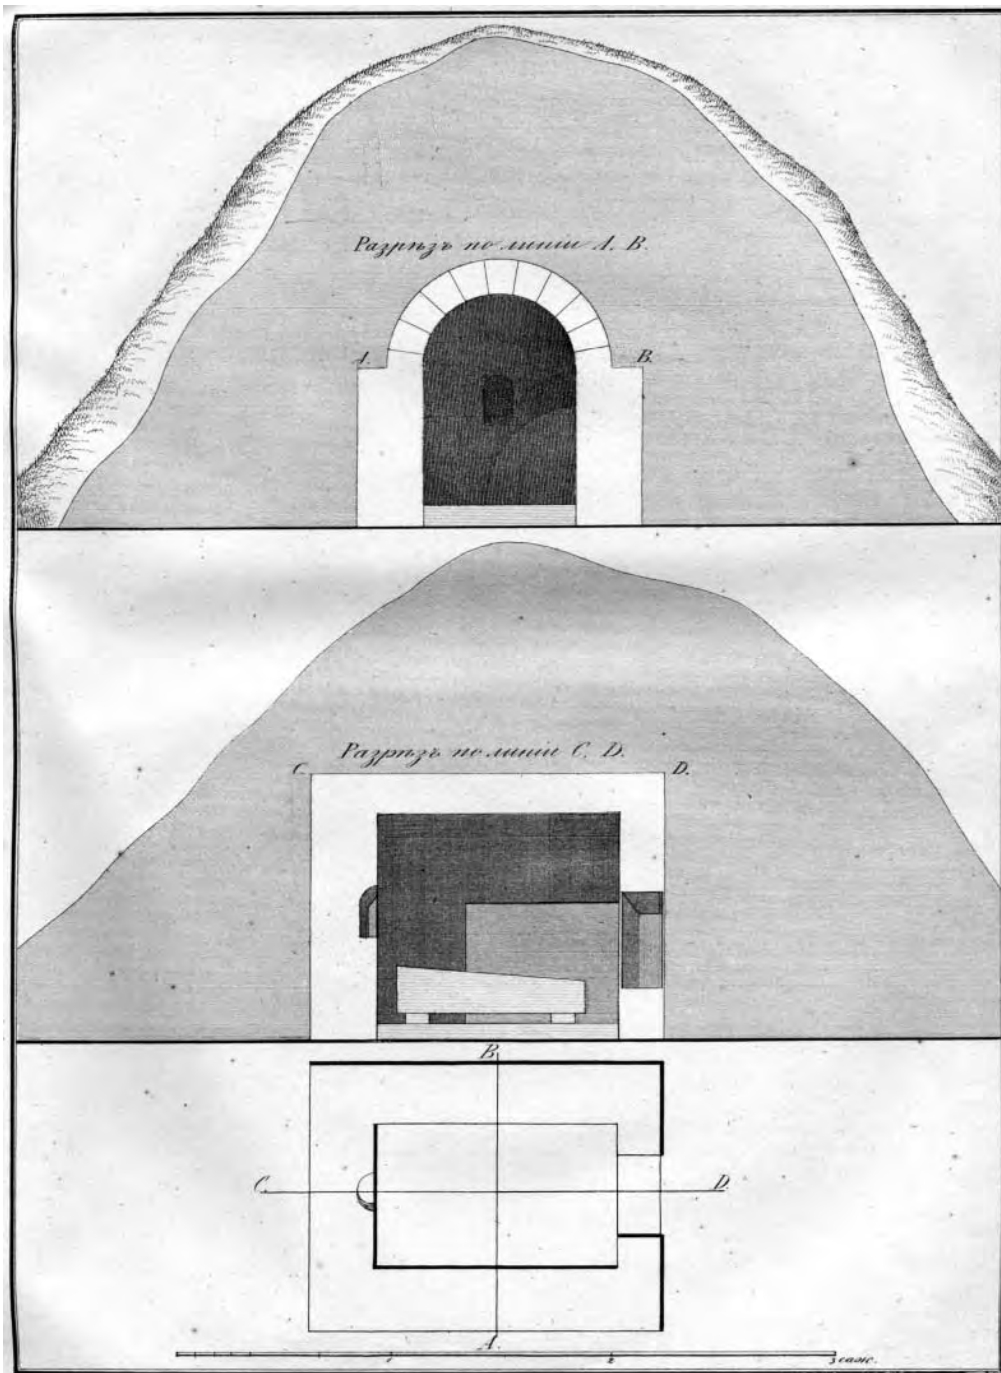 Разрѣзъ по линіи A. B.
A. B.
Разрѣзъ по линіи C. D.
C. D.
B
C. D.
A.
1 2 3 саж.